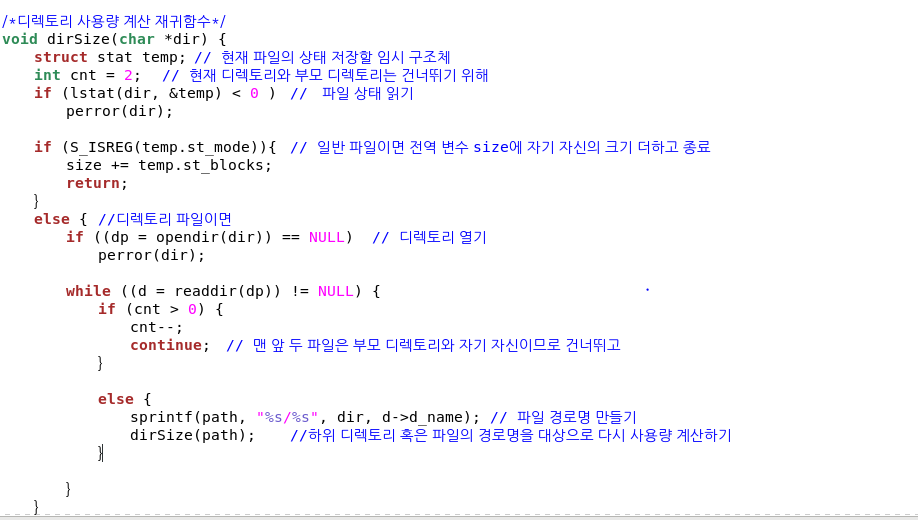 /*디렉토리 사용량 계산 재귀함수*/
void dirSize(char *dir) {
struct stat temp; // 현재 파일의 상태 저장할 임시 구조체
int cnt = 2; // 현재 디렉토리와 부모 디렉토리는 건너뛰기 위해
if (lstat(dir, &temp) < 0 ) // 파일 상태 읽기
perror(dir);
if (S_ISREG(temp.st_mode)){ // 일반 파일이면 전역 변수 size에 자기 자신의 크기 더하고 종료
size += temp.st_blocks;
return;
}
else { //디렉토리 파일이면
if ((dp = opendir(dir)) == NULL) // 디렉토리 열기
perror(dir);
while ((d = readdir(dp)) != NULL) {
if (cnt > 0) {
cnt--;
continue; // 맨 앞 두 파일은 부모 디렉토리와 자기 자신이므로 건너뛰고
}
else {
sprintf(path, "%s/%s", dir, d->d_name); // 파일 경로명 만들기
dirSize(path); //하위 디렉토리 혹은 파일의 경로명을 대상으로 다시 사용량 계산하기
}
}
}